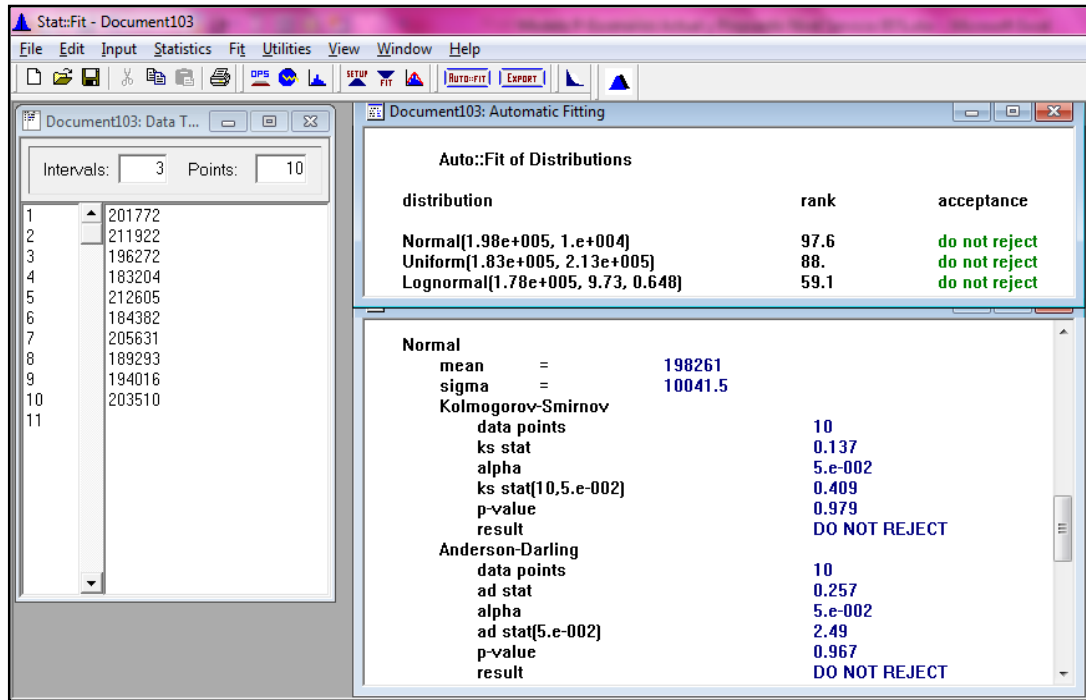 Stat::Fit - Document103
File Edit Input Statistics Fit Utilities View Window Help
OPS SETUP FIT AUTO::FIT EXPORT
Document103: Data T...
Intervals: 3 Points: 10
1 201772
2 211922
3 196272
4 183204
5 212605
6 184382
7 205631
8 189293
9 194016
10 203510
11
Document103: Automatic Fitting
Auto::Fit of Distributions
distribution rank acceptance
Normal(1.98e+005, 1.e+004) 97.6 do not reject
Uniform(1.83e+005, 2.13e+005) 88. do not reject
Lognormal(1.78e+005, 9.73, 0.648) 59.1 do not reject
Normal
mean = 198261
sigma = 10041.5
Kolmogorov-Smirnov
data points 10
ks stat 0.137
alpha 5.e-002
ks stat(10,5.e-002) 0.409
p-value 0.979
result DO NOT REJECT
Anderson-Darling
data points 10
ad stat 0.257
alpha 5.e-002
ad stat(5.e-002) 2.49
p-value 0.967
result DO NOT REJECT